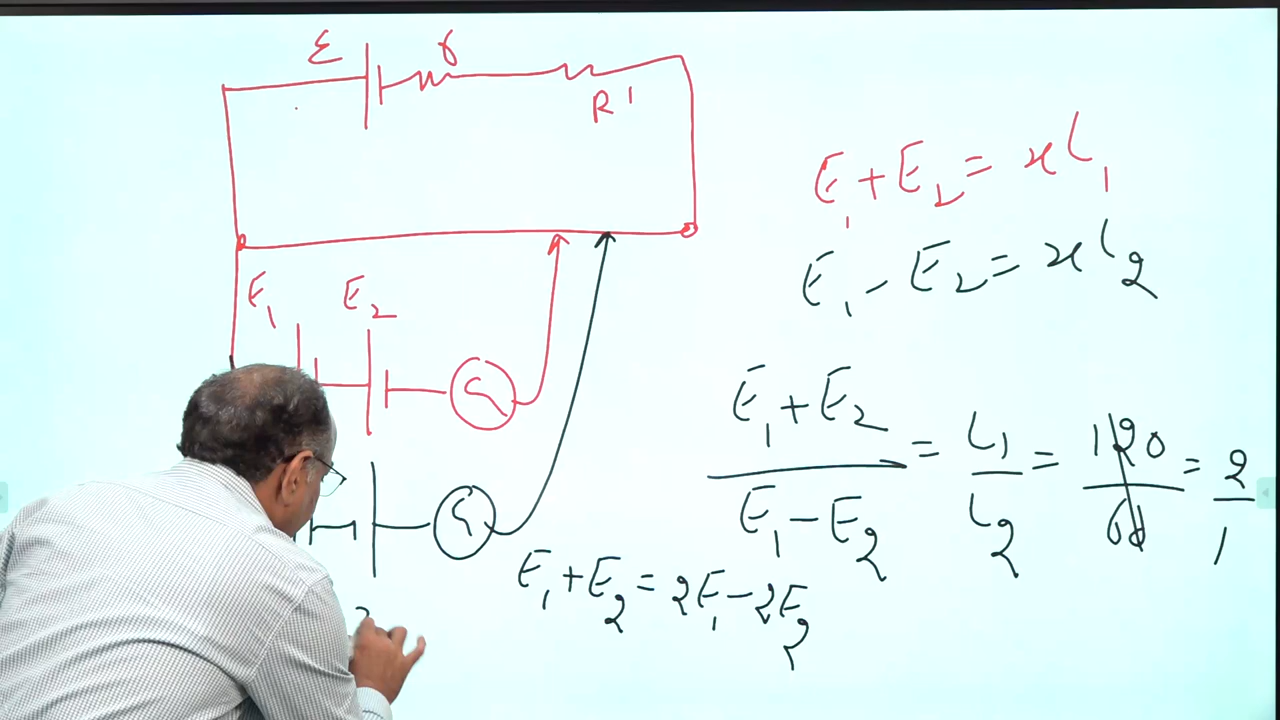 ε r
R'
E₁ + E₂ = xL₁
E₁ - E₂ = xL₂
E₁ E₂
G
E₁ + E₂ / E₁ - E₂ = L₁ / L₂ = 120 / 60 = 2 / 1
G
E₁ + E₂ = 2E₁ - 2E₂